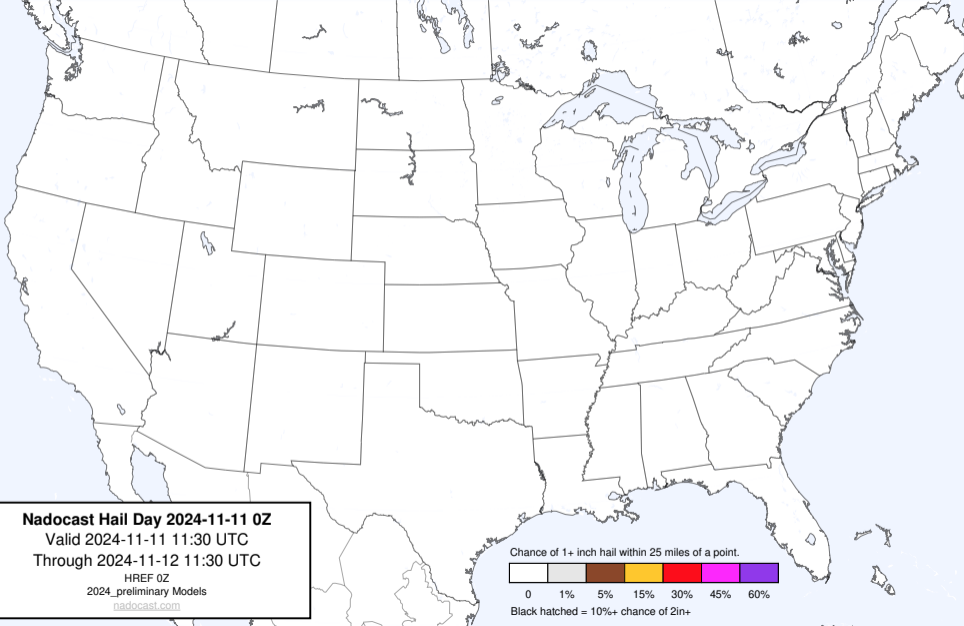 Nadocast Hail Day 2024-11-11 0Z
Valid 2024-11-11 11:30 UTC
Through 2024-11-12 11:30 UTC
HREF 0Z
2024_preliminary Models
nadocast.com
Chance of 1+ inch hail within 25 miles of a point.
0 1% 5% 15% 30% 45% 60%
Black hatched = 10%+ chance of 2in+